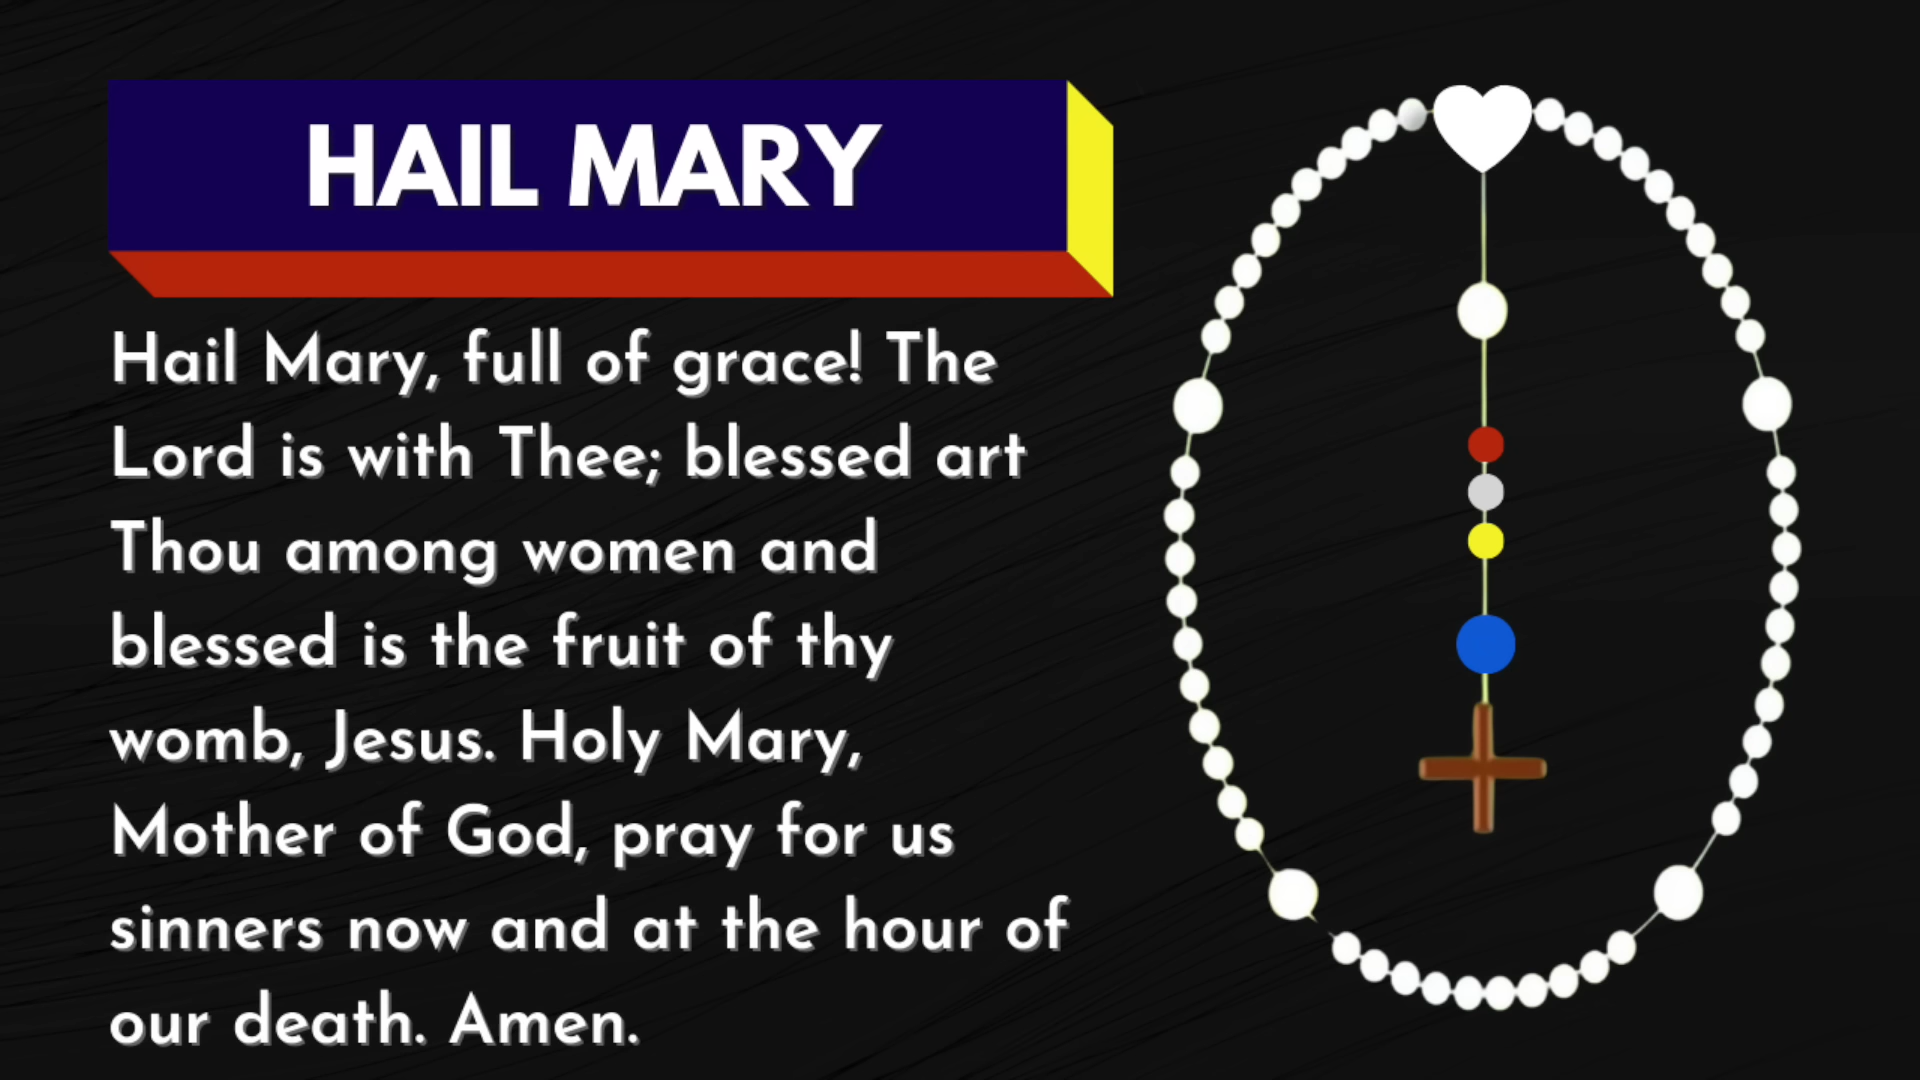 HAIL MARY
Hail Mary, full of grace! The
Lord is with Thee; blessed art
Thou among women and
blessed is the fruit of thy
womb, Jesus. Holy Mary,
Mother of God, pray for us
sinners now and at the hour of
our death. Amen.